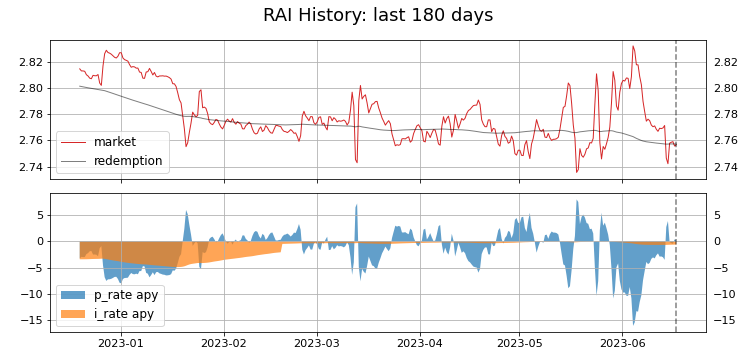 RAI History: last 180 days
2.82 2.82
2.80 2.80
2.78 2.78
2.76 2.76
2.74 2.74
market
redemption
5 5
0 0
−5 −5
−10 −10
−15 −15
p_rate apy
i_rate apy
2023-01 2023-02 2023-03 2023-04 2023-05 2023-06